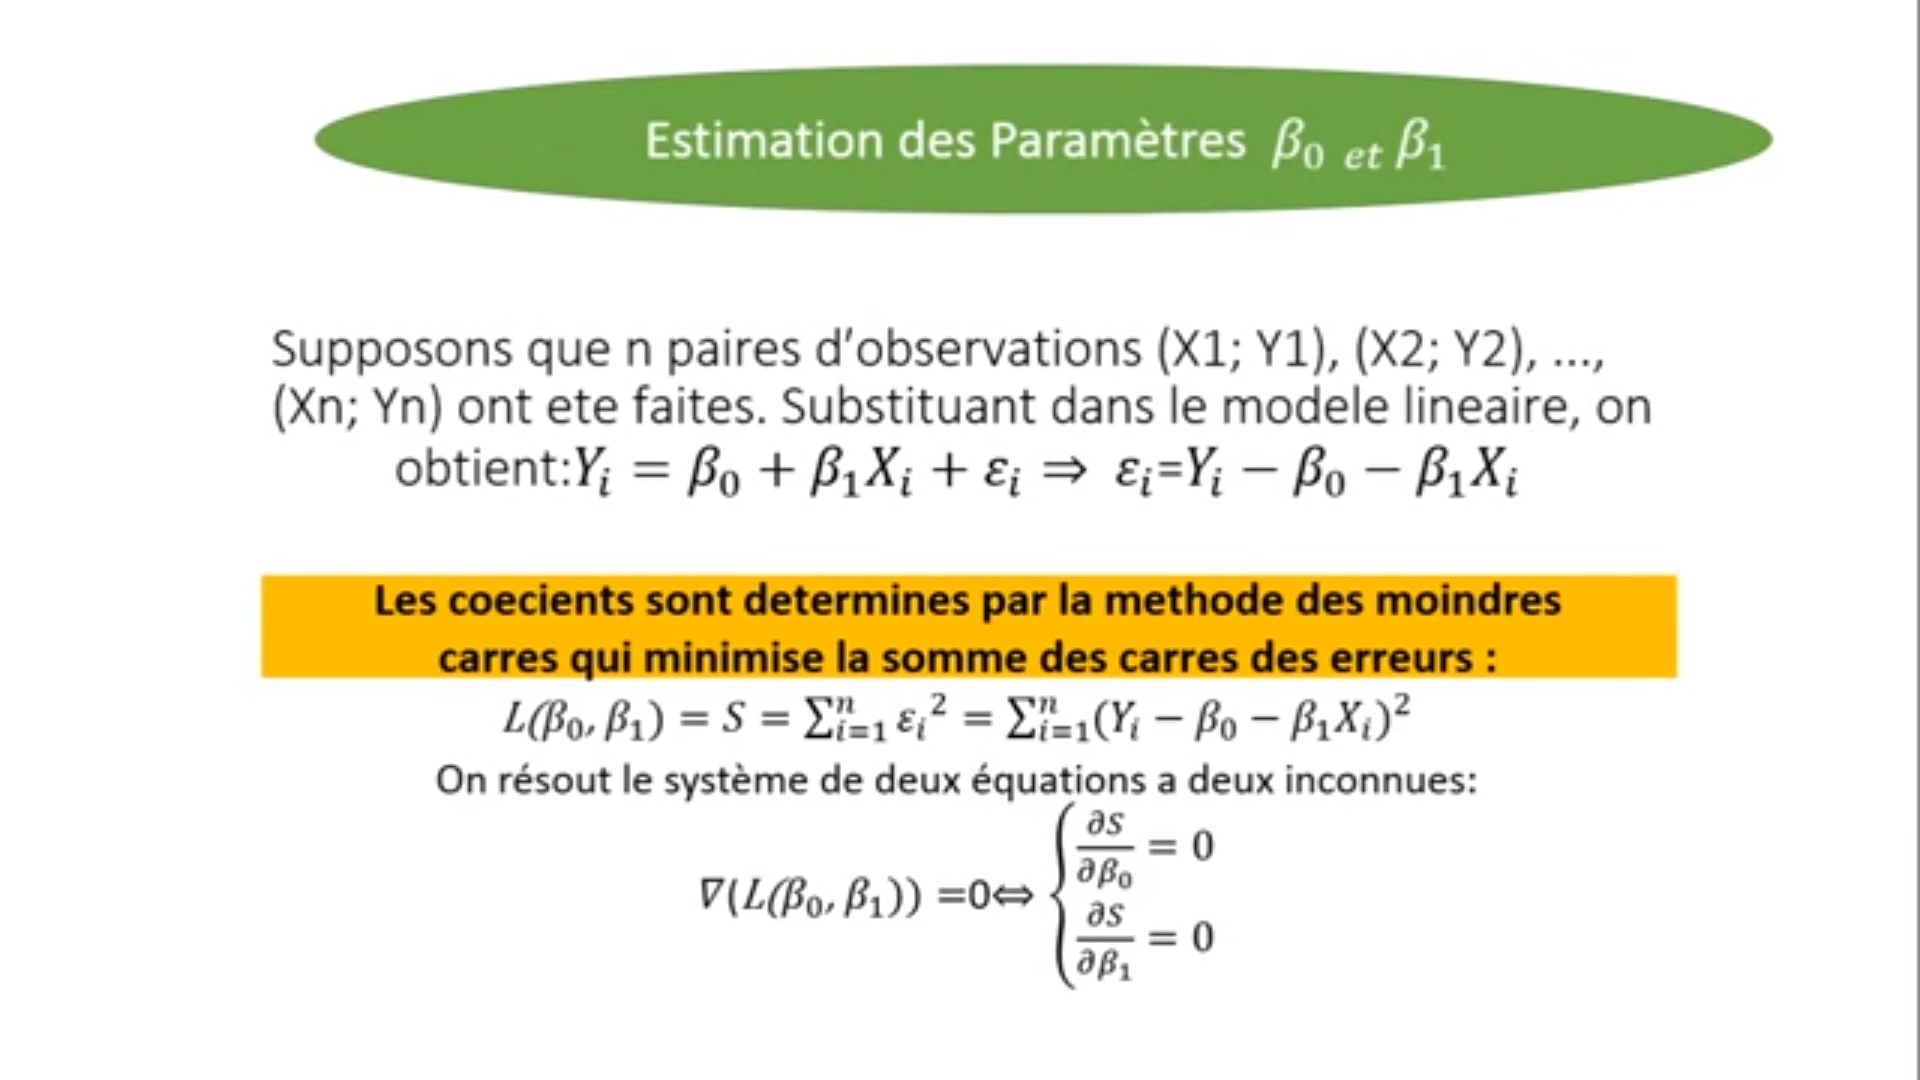 Estimation des Paramètres β₀ et β₁
Supposons que n paires d'observations (X1; Y1), (X2; Y2), ...,
(Xn; Yn) ont ete faites. Substituant dans le modele lineaire, on
obtient:Yᵢ = β₀ + β₁Xᵢ + εᵢ ⇒ εᵢ=Yᵢ − β₀ − β₁Xᵢ
Les coecients sont determines par la methode des moindres
carres qui minimise la somme des carres des erreurs :
L(β₀, β₁) = S = ∑ⁿᵢ₌₁ εᵢ² = ∑ⁿᵢ₌₁(Yᵢ − β₀ − β₁Xᵢ)²
On résout le système de deux équations a deux inconnues:
∇(L(β₀, β₁)) =0⇔ { ∂S/∂β₀ = 0
∂S/∂β₁ = 0